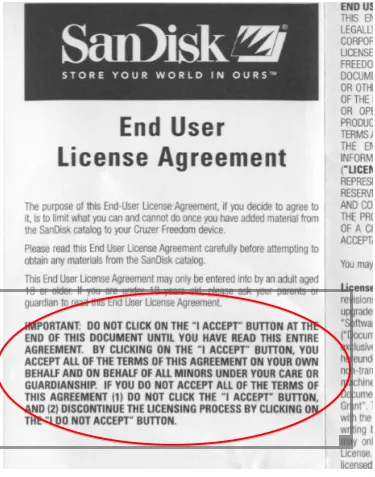 SanDisk
STORE YOUR WORLD IN OURS™
End User
License Agreement
The purpose of this End-User License Agreement, if you decide to agree to
it, is to limit what you can and cannot do once you have added material from
the SanDisk catalog to your Cruzer Freedom device.
Please read this End User License Agreement carefully before attempting to
obtain any materials from the SanDisk catalog.
This End User License Agreement may only be entered into by an adult aged
18 or older. If you are under 18 years old, please ask your parents or
guardian to read this End User License Agreement.
IMPORTANT: DO NOT CLICK ON THE "I ACCEPT" BUTTON AT THE
END OF THIS DOCUMENT UNTIL YOU HAVE READ THIS ENTIRE
AGREEMENT. BY CLICKING ON THE "I ACCEPT" BUTTON, YOU
ACCEPT ALL OF THE TERMS OF THIS AGREEMENT ON YOUR OWN
BEHALF AND ON BEHALF OF ALL MINORS UNDER YOUR CARE OR
GUARDIANSHIP. IF YOU DO NOT ACCEPT ALL OF THE TERMS OF
THIS AGREEMENT (1) DO NOT CLICK THE "I ACCEPT" BUTTON,
AND (2) DISCONTINUE THE LICENSING PROCESS BY CLICKING ON
THE "I DO NOT ACCEPT" BUTTON.
END US
THIS EN
LEGALLY
CORPOR
LICENSE
FREEDO
DOCUME
OR OTH
OF THE
OR OPE
PRODUC
TERMS A
THE EN
INFORM
("LICEN
REPRES
RESERV
AND CO
THE PRO
OF A CI
ACCEPTA
You may
License
revisions
upgrade
"Softwar
("Docum
exclusive
hereund
non-tran
machine
Docume
Grant". T
with the
writing b
may onl
License.
licensed